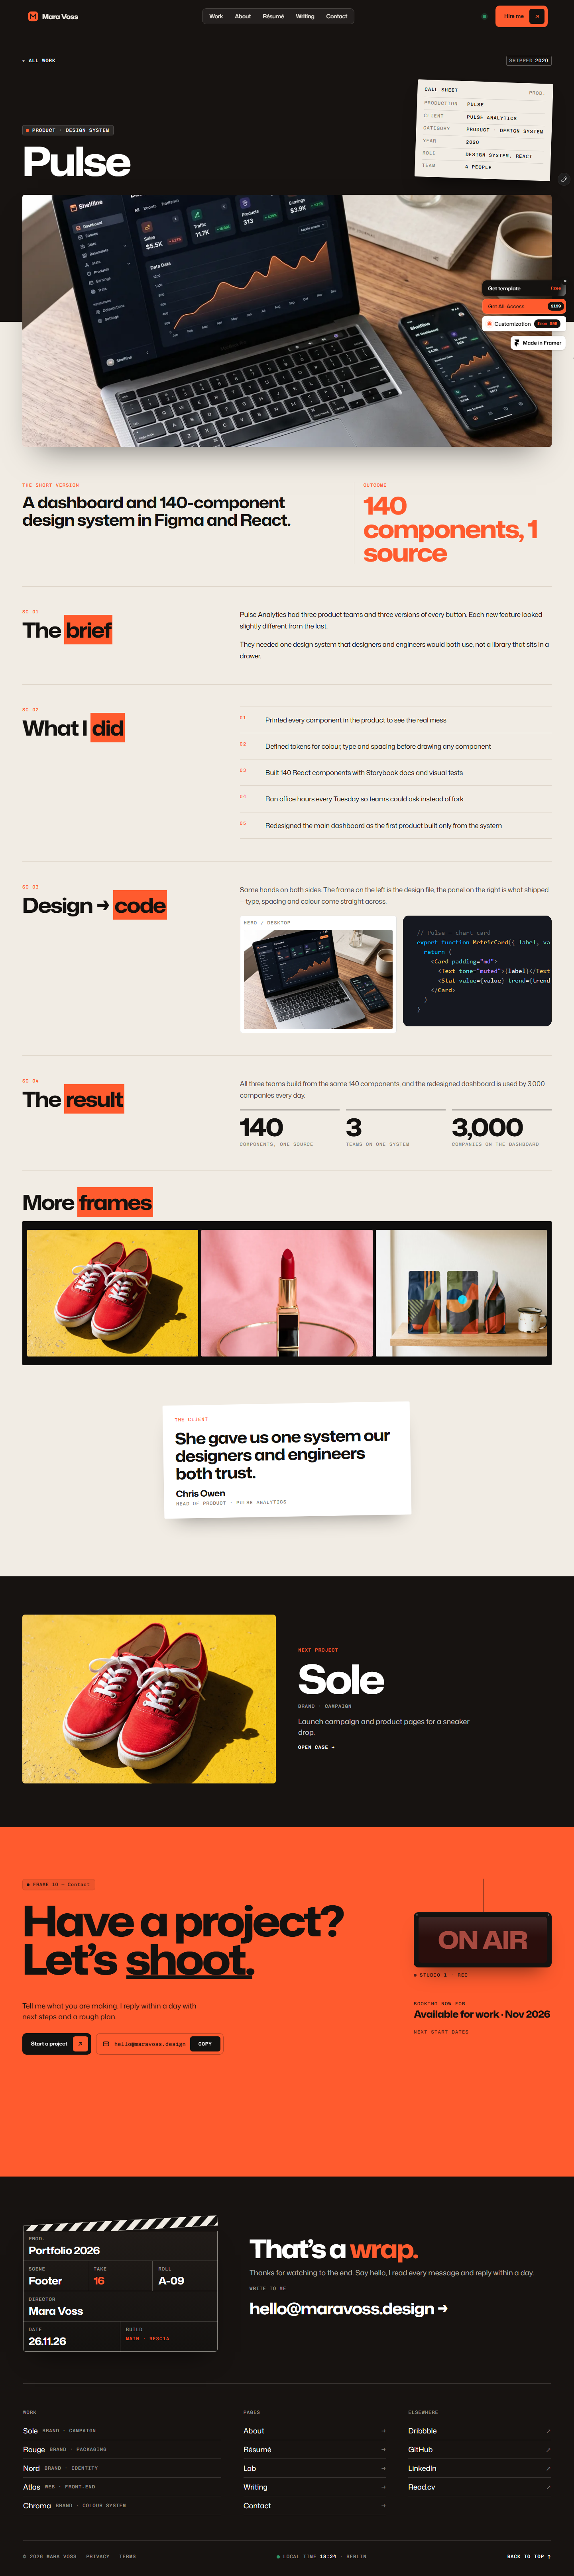 Mara Voss
Work About Résumé Writing Contact
Hire me
← ALL WORK
SHIPPED 2020
CALL SHEET PROD.
PRODUCTION PULSE
CLIENT PULSE ANALYTICS
CATEGORY PRODUCT · DESIGN SYSTEM
YEAR 2020
ROLE DESIGN SYSTEM, REACT
TEAM 4 PEOPLE
PRODUCT · DESIGN SYSTEM
Pulse
Shelfline
Dashboard
Sales
$5.5K
Traffic
11.7K
Products
313
Earnings
$3.9K
Shelfline
Get template Free
Get All-Access $199
Customization
Made in Framer
THE SHORT VERSION
A dashboard and 140-component
design system in Figma and React.
OUTCOME
140
components, 1
source
SC 01
The brief
Pulse Analytics had three product teams and three versions of every button. Each new feature looked
slightly different from the last.
They needed one design system that designers and engineers would both use, not a library that sits in a
drawer.
SC 02
What I did
01 Printed every component in the product to see the real mess
02 Defined tokens for colour, type and spacing before drawing any component
03 Built 140 React components with Storybook docs and visual tests
04 Ran office hours every Tuesday so teams could ask instead of fork
05 Redesigned the main dashboard as the first product built only from the system
SC 03
Design → code
Same hands on both sides. The frame on the left is the design file, the panel on the right is what shipped
— type, spacing and colour come straight across.
HERO / DESKTOP
// Pulse — chart card
export function MetricCard({ label, va
return (
<Card padding="md">
<Text tone="muted">{label}</Text
<Stat value={value} trend={trend
</Card>
)
}
SC 04
The result
All three teams build from the same 140 components, and the redesigned dashboard is used by 3,000
companies every day.
140
COMPONENTS, ONE SOURCE
3
TEAMS ON ONE SYSTEM
3,000
COMPANIES ON THE DASHBOARD
More frames
THE CLIENT
She gave us one system our
designers and engineers
both trust.
Chris Owen
HEAD OF PRODUCT · PULSE ANALYTICS
NEXT PROJECT
Sole
BRAND · CAMPAIGN
Launch campaign and product pages for a sneaker
drop.
OPEN CASE →
FRAME 10 — Contact
Have a project?
Let's shoot.
Tell me what you are making. I reply within a day with
next steps and a rough plan.
Start a project
hello@maravoss.design COPY
ON AIR
STUDIO 1 · REC
BOOKING NOW FOR
Available for work · Nov 2026
NEXT START DATES
PROD.
Portfolio 2026
SCENE
Footer
TAKE
16
ROLL
A-09
DIRECTOR
Mara Voss
DATE
26.11.26
BUILD
MAIN · 9F2C1A
That's a wrap.
Thanks for watching to the end. Say hello, I read every message and reply within a day.
WRITE TO ME
hello@maravoss.design →
WORK
Sole BRAND · CAMPAIGN
Rouge BRAND · PACKAGING
Nord BRAND · IDENTITY
Atlas WEB · FRONT-END
Chroma BRAND · COLOUR SYSTEM
PAGES
About →
Résumé →
Lab →
Writing →
Contact →
ELSEWHERE
Dribbble ↗
GitHub ↗
LinkedIn ↗
Read.cv ↗
© 2026 MARA VOSS PRIVACY TERMS
LOCAL TIME 18:24 · BERLIN
BACK TO TOP ↑